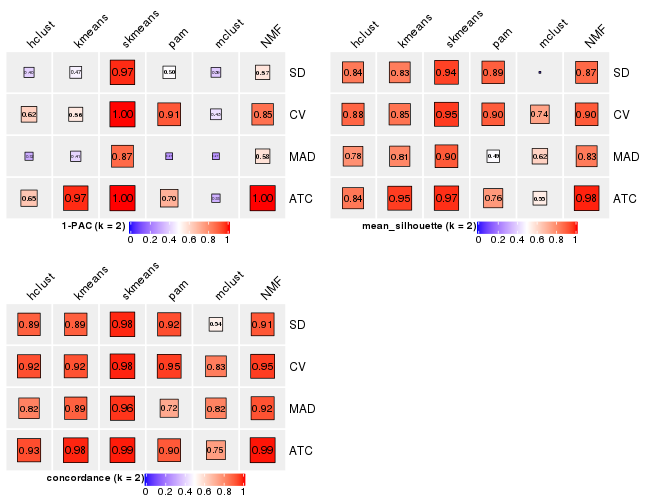 hclust kmeans skmeans pam mclust NMF
0.97 0.50 0.57 SD
0.62 0.56 1.00 0.91 0.85 CV
0.87 0.58 MAD
0.65 0.97 1.00 0.70 1.00 ATC
1-PAC (k = 2)
0 0.2 0.4 0.6 0.8 1
hclust kmeans skmeans pam mclust NMF
0.84 0.83 0.94 0.89 0.87 SD
0.88 0.85 0.95 0.90 0.74 0.90 CV
0.78 0.81 0.90 0.49 0.62 0.83 MAD
0.84 0.95 0.97 0.76 0.98 ATC
mean_silhouette (k = 2)
0 0.2 0.4 0.6 0.8 1
hclust kmeans skmeans pam mclust NMF
0.89 0.89 0.98 0.92 0.54 0.91 SD
0.92 0.92 0.98 0.95 0.83 0.95 CV
0.82 0.89 0.96 0.72 0.82 0.92 MAD
0.93 0.98 0.99 0.90 0.75 0.99 ATC
concordance (k = 2)
0 0.2 0.4 0.6 0.8 1